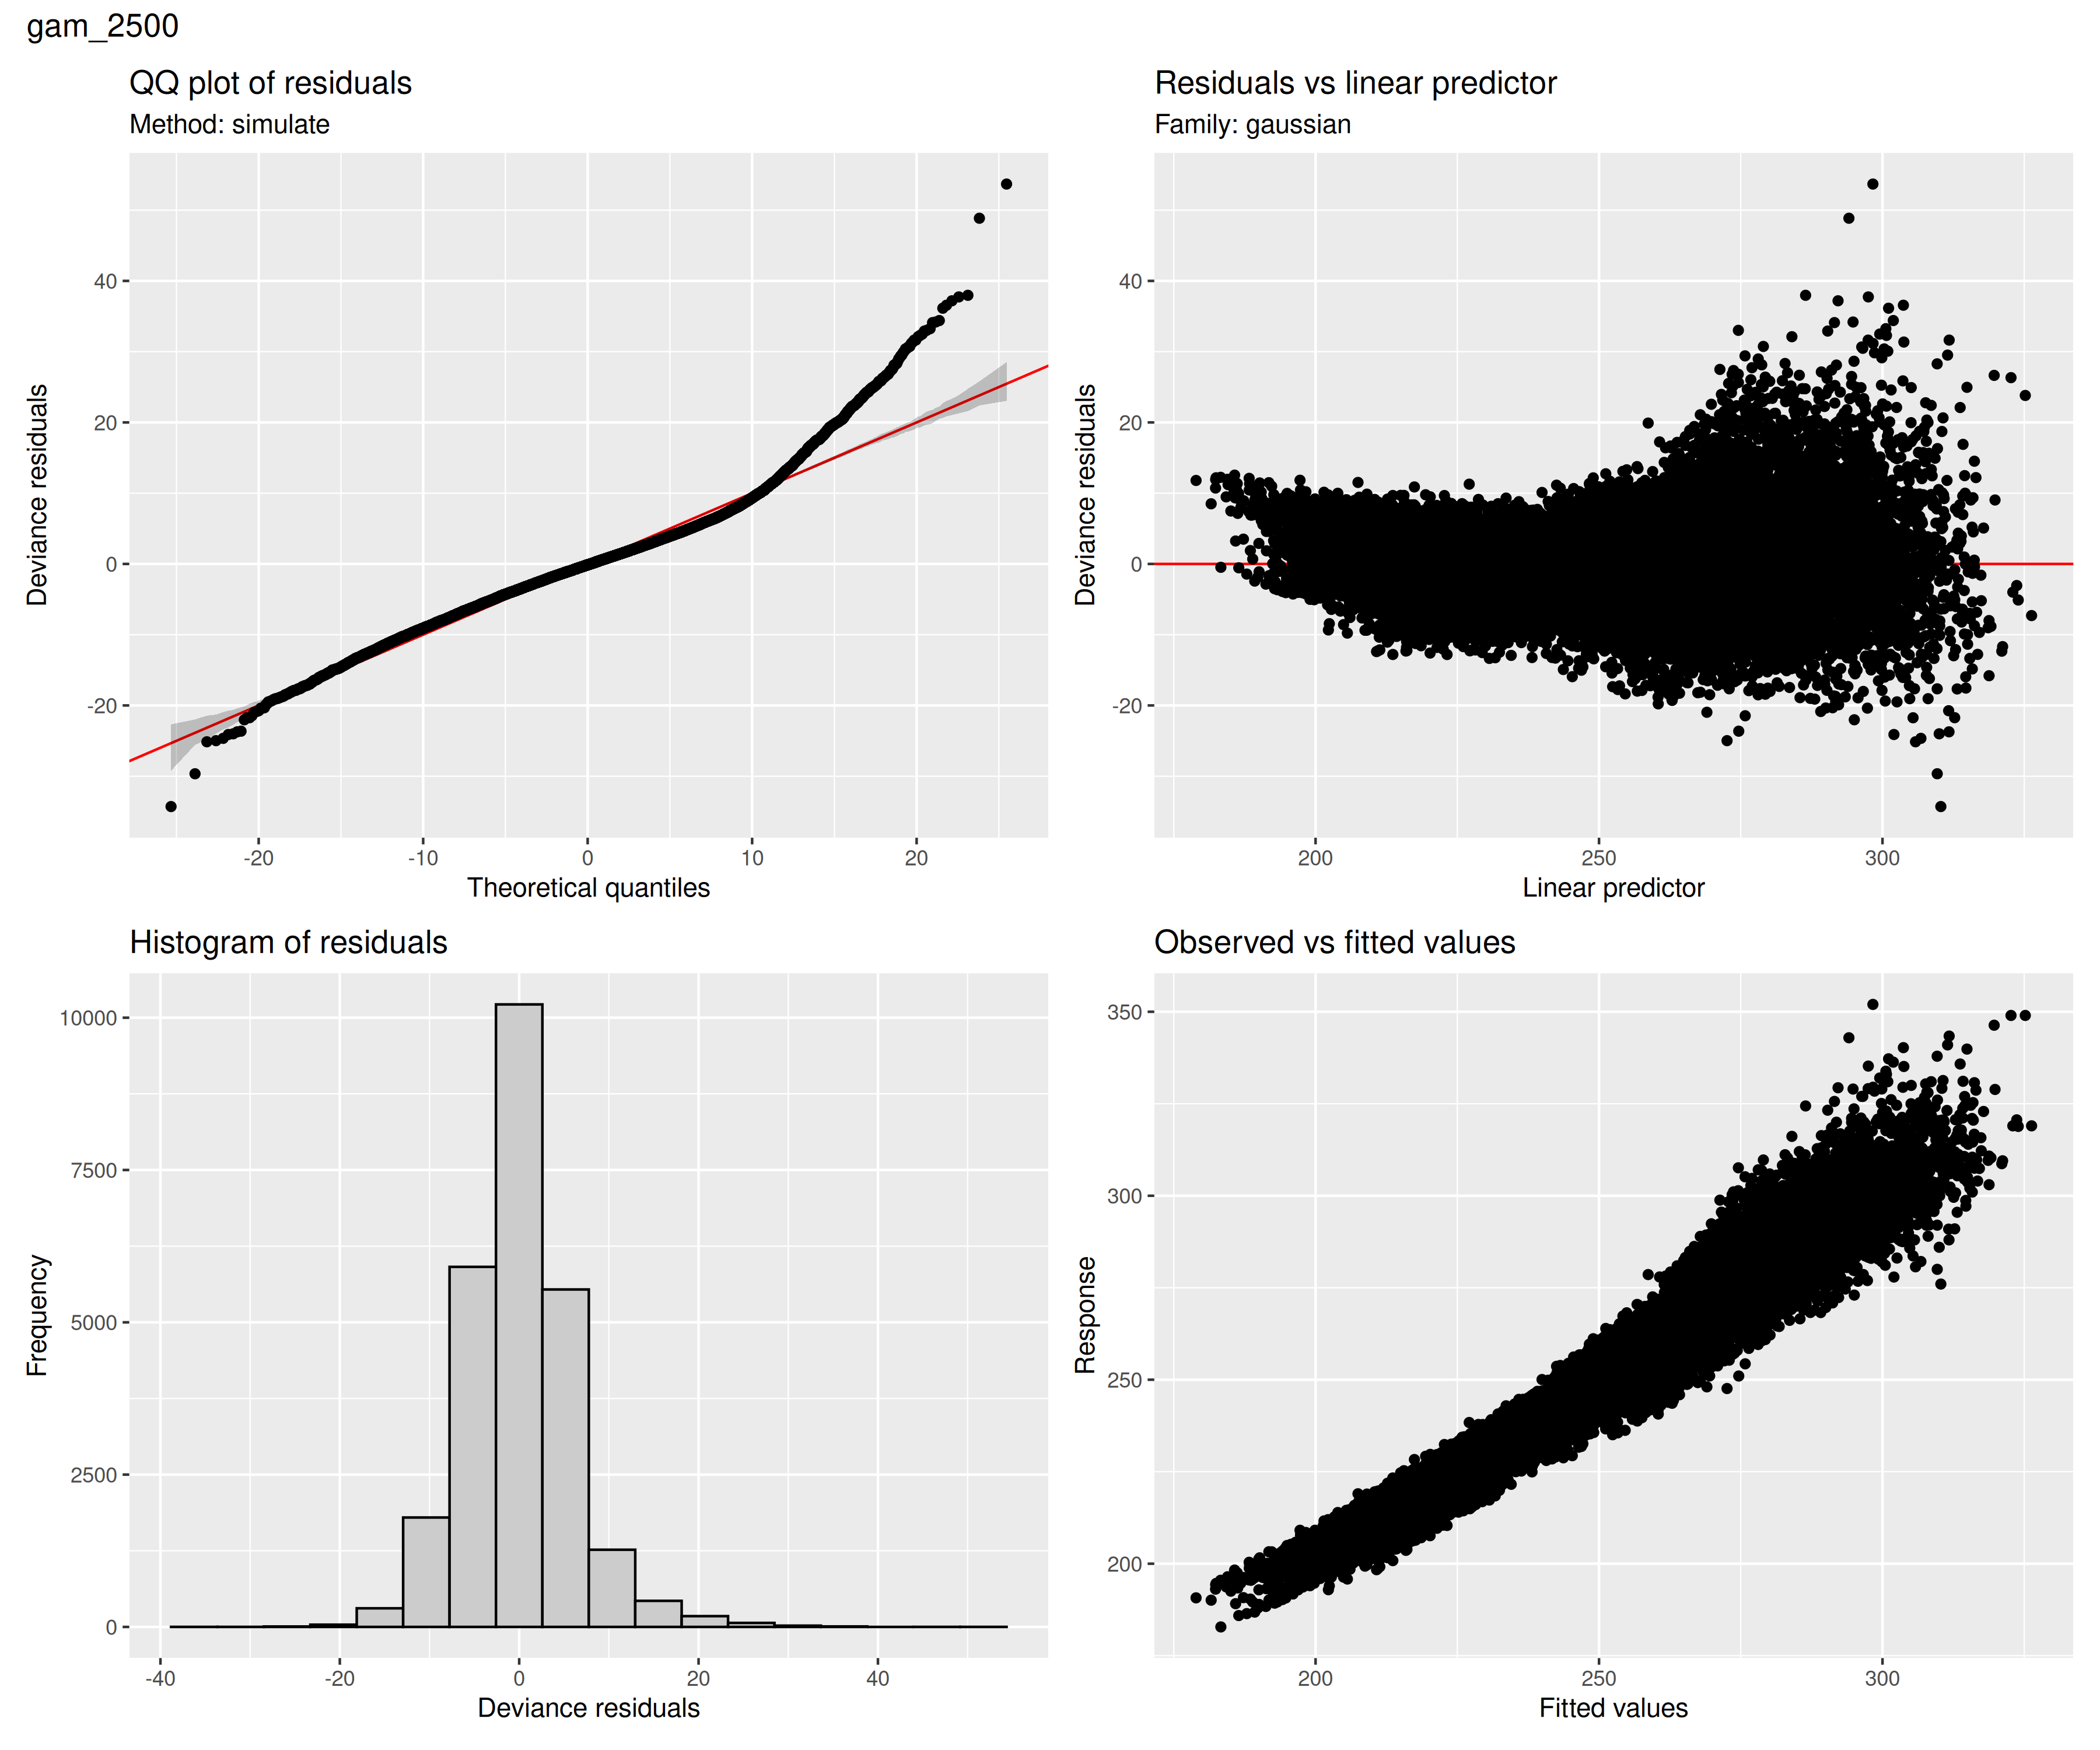 gam_2500
QQ plot of residuals
Method: simulate
40
20
0
-20
-20
-10
0
10
20
Deviance residuals
Theoretical quantiles
Residuals vs linear predictor
Family: gaussian
40
20
0
-20
200
250
300
Deviance residuals
Linear predictor
Histogram of residuals
10000
7500
5000
2500
0
-40
-20
0
20
40
Frequency
Deviance residuals
Observed vs fitted values
350
300
250
200
200
250
300
Response
Fitted values